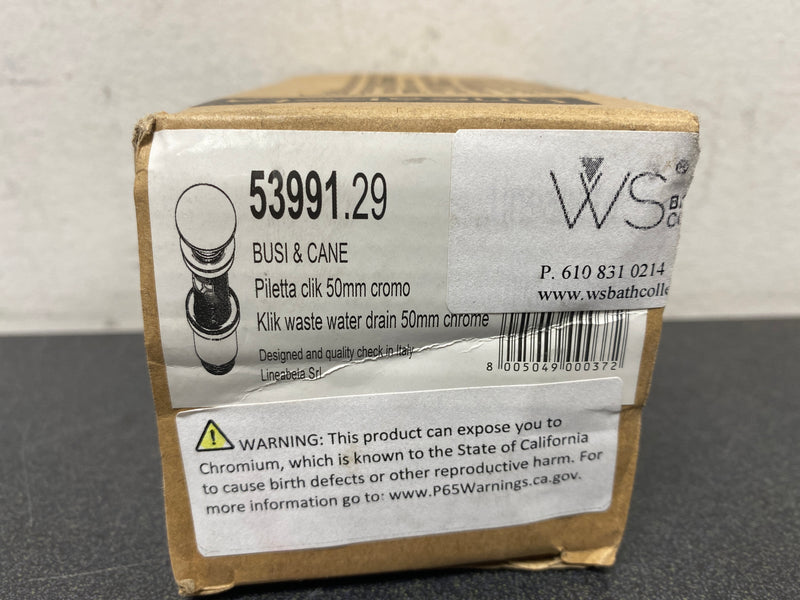 53991.29
BUSI & CANE
Piletta clik 50mm cromo
Klik waste water drain 50mm chrome
Designed and quality check in Italy
Lineabeta Srl
WS
P. 610 831 0214
www.wsbathcolle
8 005049 000372
WARNING: This product can expose you to
Chromium, which is known to the State of California
to cause birth defects or other reproductive harm. For
more information go to: www.P65Warnings.ca.gov.